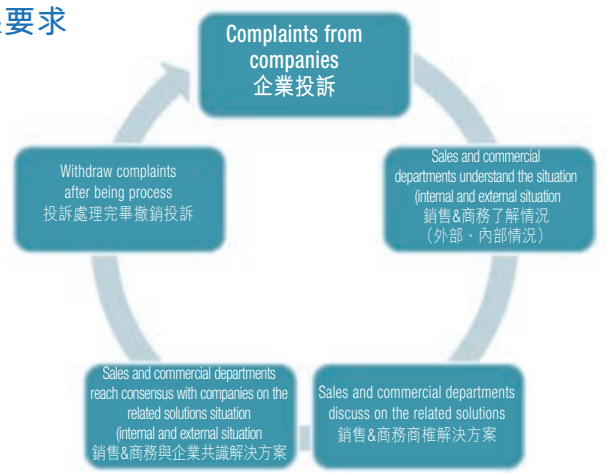 要求
Complaints from
companies
企業投訴
Sales and commercial
departments understand the situation
(internal and external situation
銷售&商務了解情況
（外部、內部情況）
Sales and commercial departments
discuss on the related solutions
銷售&商務商榷解決方案
Sales and commercial departments
reach consensus with companies on the
related solutions situation
(internal and external situation
銷售&商務與企業共識解決方案
Withdraw complaints
after being process
投訴處理完畢撤銷投訴